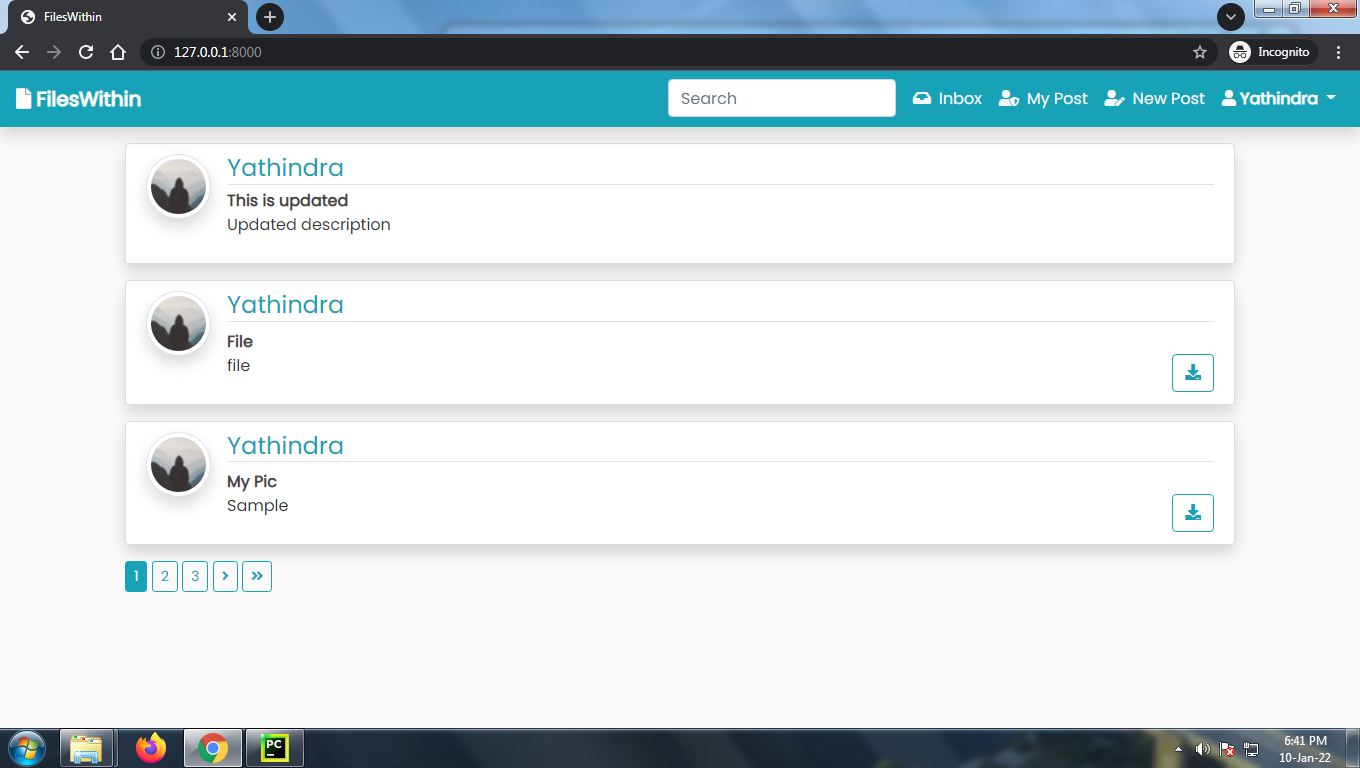 FilesWithin
127.0.0.1:8000
Incognito
FilesWithin
Search
Inbox
My Post
New Post
Yathindra
Yathindra
This is updated
Updated description
Yathindra
File
file
Yathindra
My Pic
Sample
1 2 3
PC
6:41 PM
10-Jan-22